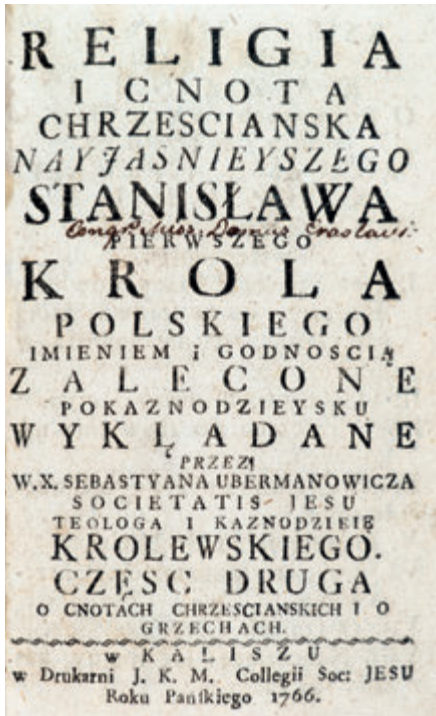 RELIGIA
I CNOTA
CHRZESCIANSKA
NAYJASNIEYSZEGO
STANISŁAWA
PIERWSZEGO
KROLA
POLSKIEGO
IMIENIEM i GODNOSCIĄ
ZALECONE
POKAZNODZIEYSKU
WYKŁADANE
PRZEZ
W.X. SEBASTYANA UBERMANOWICZA
SOCIETATIS JESU
TEOLOGA I KAZNODZIEIĘ
KROLEWSKIEGO.
CZĘSC DRUGA
O CNOTACH CHRZESCIANSKICH I O
GRZECHACH.
w KALISZU
w Drukarni J. K. M. Collegii Soc: JESU
Roku Pańſkiego 1766.